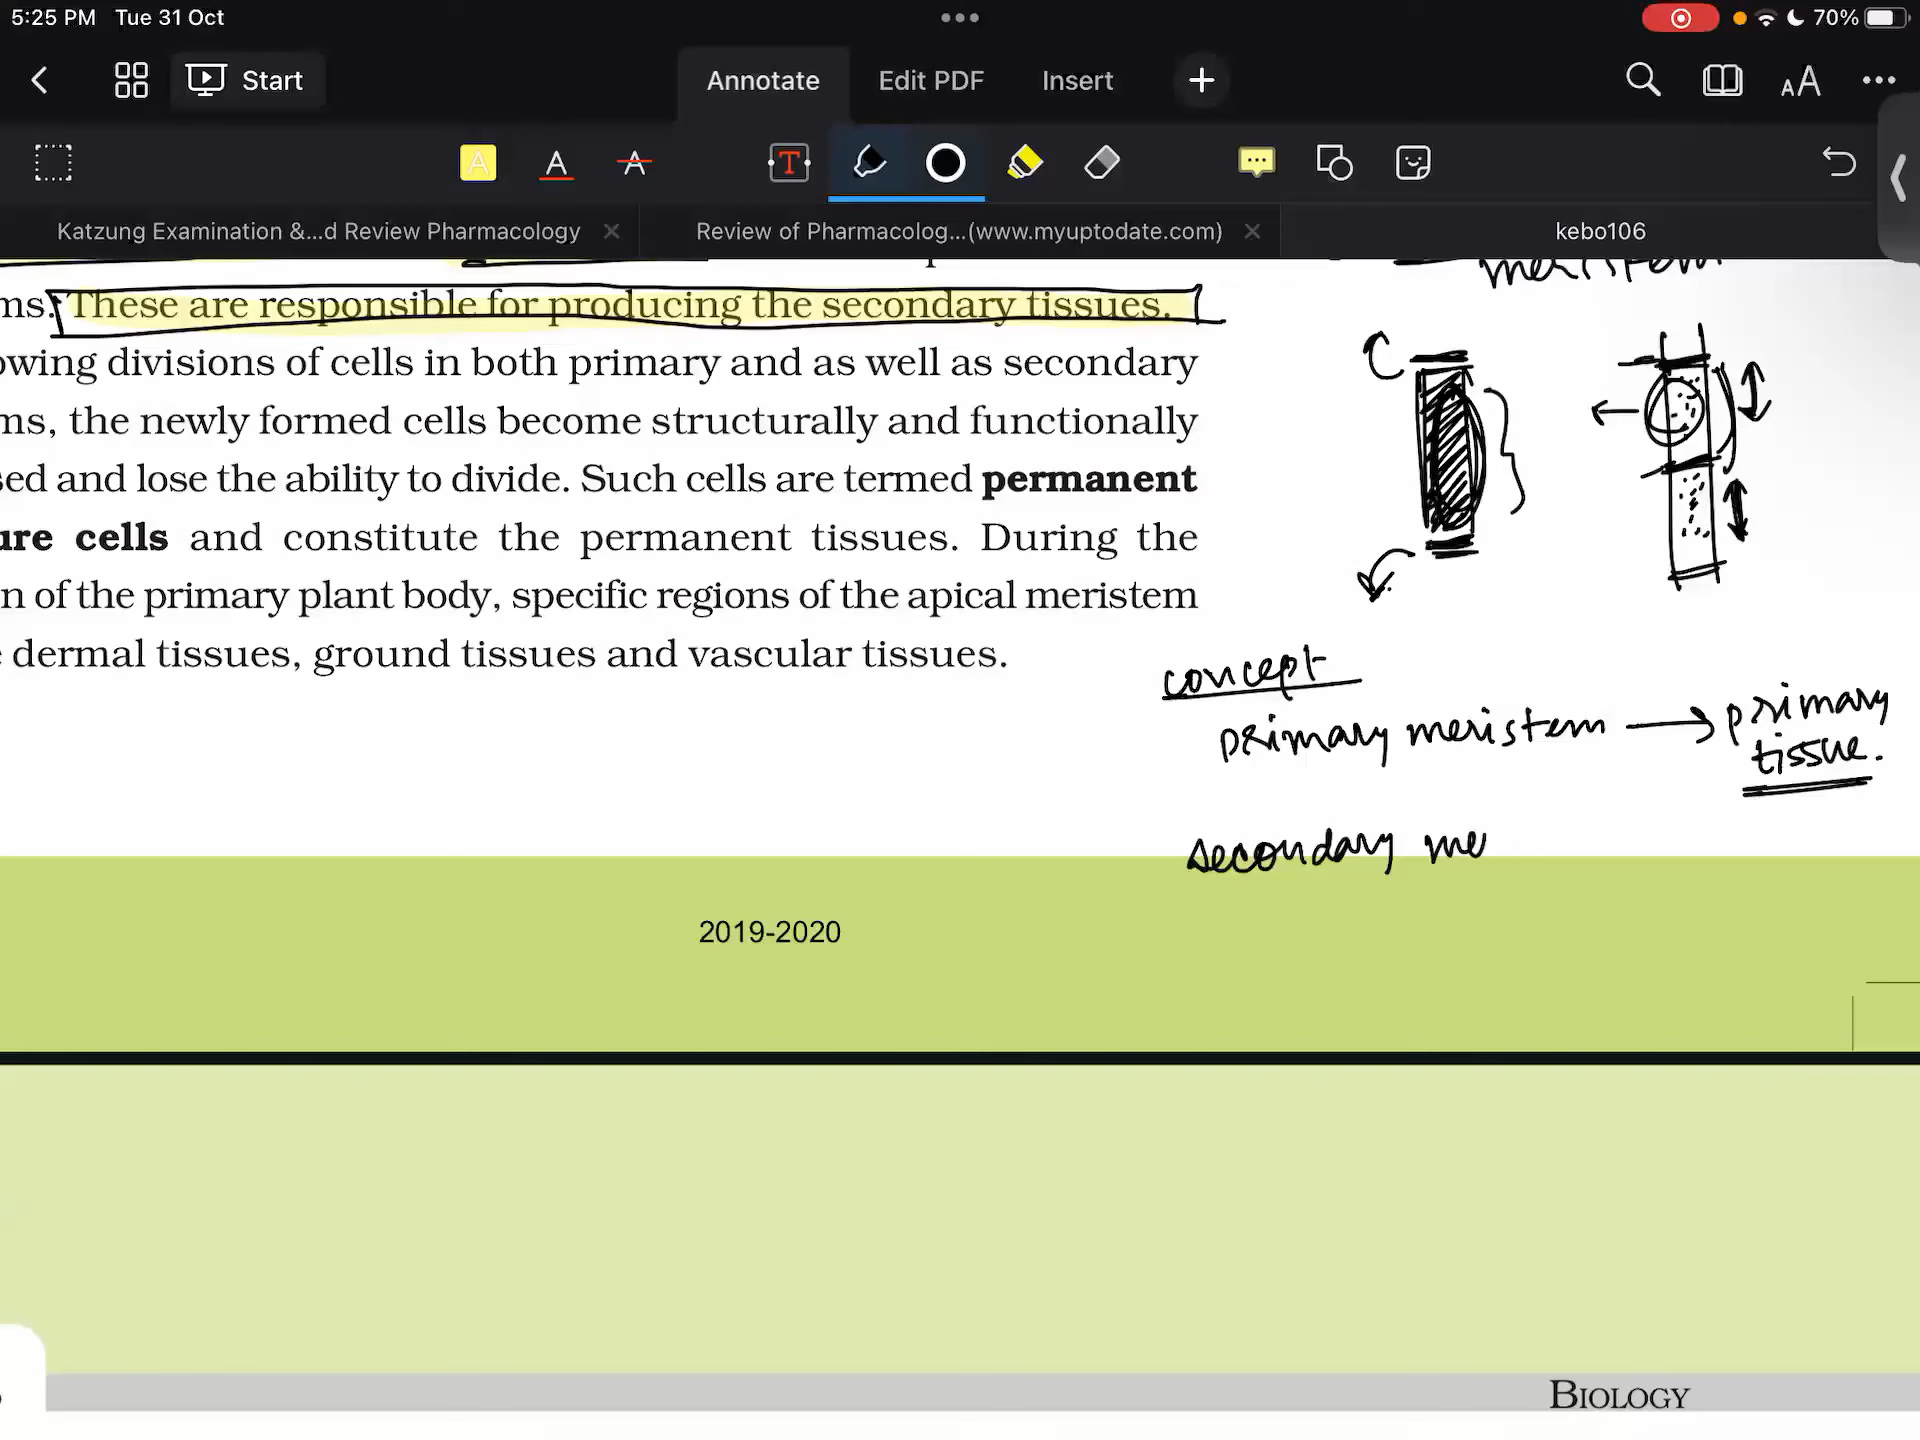 5:25 PM Tue 31 Oct
70%
Start
Annotate
Edit PDF
Insert
AA
A A A T
Katzung Examination &...d Review Pharmacology
Review of Pharmacolog...(www.myuptodate.com)
kebo106
meristem
ms. These are responsible for producing the secondary tissues.
owing divisions of cells in both primary and as well as secondary
ms, the newly formed cells become structurally and functionally
sed and lose the ability to divide. Such cells are termed permanent
ure cells and constitute the permanent tissues. During the
n of the primary plant body, specific regions of the apical meristem
e dermal tissues, ground tissues and vascular tissues.
concept
primary meristem → primary
tissue.
secondary me
2019-2020
BIOLOGY